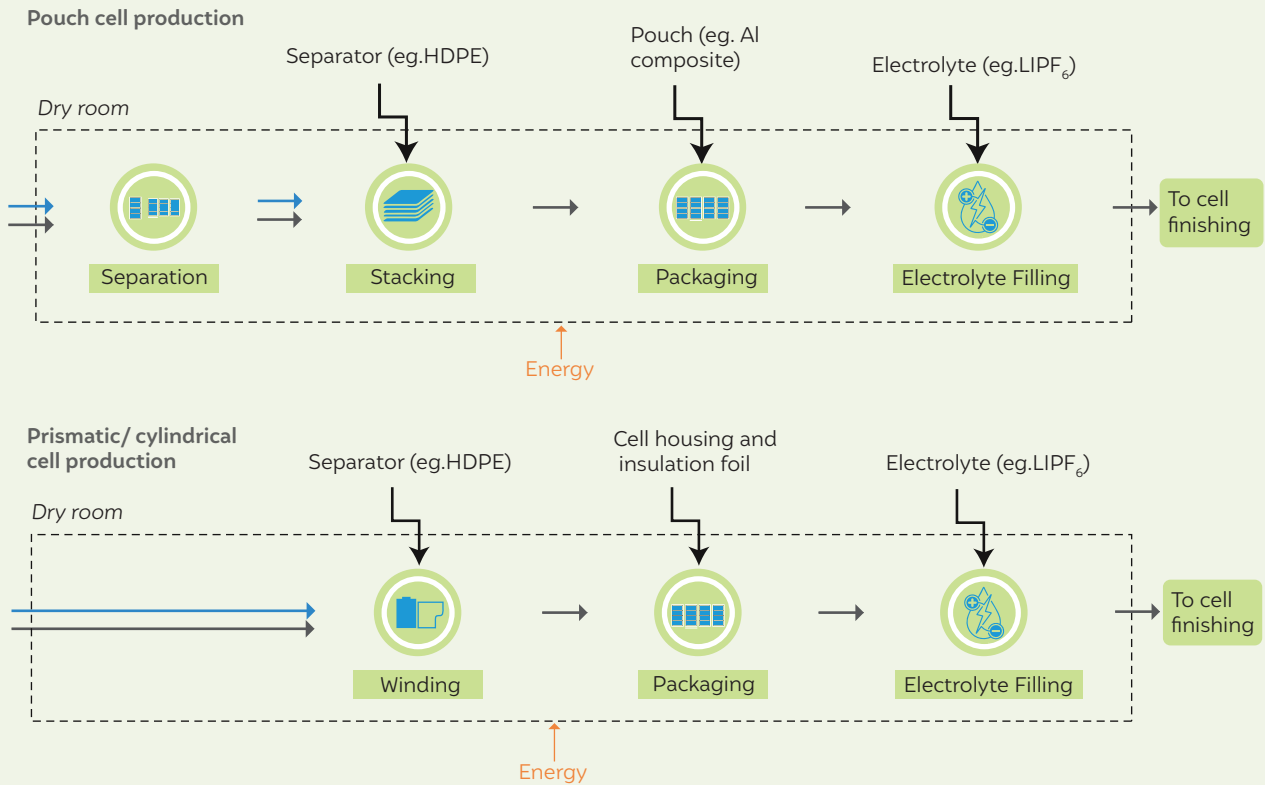 Pouch cell production
Separator (eg.HDPE)
Pouch (eg. Al
composite)
Electrolyte (eg.LIPF₆)
Dry room
Separation
Stacking
Packaging
Electrolyte Filling
To cell
finishing
Energy
Prismatic/ cylindrical
cell production
Separator (eg.HDPE)
Cell housing and
insulation foil
Electrolyte (eg.LIPF₆)
Dry room
Winding
Packaging
Electrolyte Filling
To cell
finishing
Energy